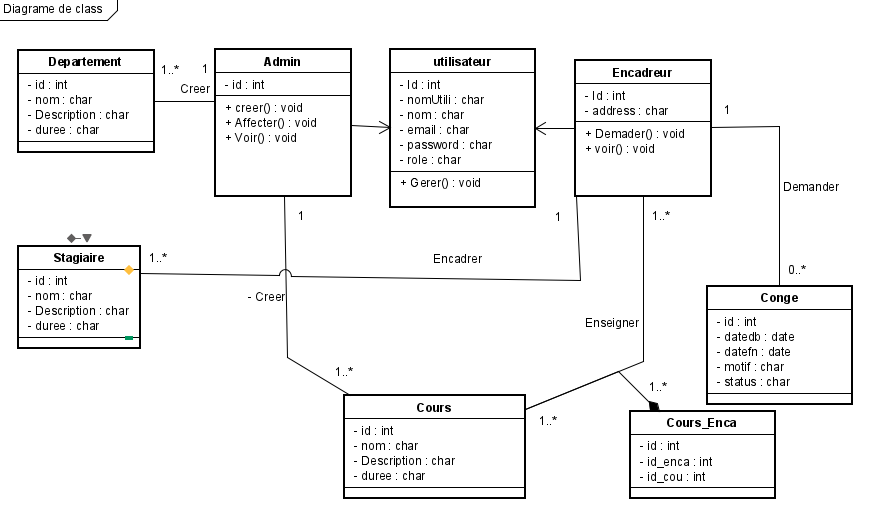 Diagrame de class
Departement
- id : int
- nom : char
- Description : char
- duree : char
1..*
1
Creer
Admin
- id : int
+ creer() : void
+ Affecter() : void
+ Voir() : void
utilisateur
- Id : int
- nomUtili : char
- nom : char
- email : char
- password : char
- role : char
+ Gerer() : void
Encadreur
- Id : int
- address : char
+ Demader() : void
+ voir() : void
1
Demander
0..*
1
1
1..*
Stagiaire
- id : int
- nom : char
- Description : char
- duree : char
1..*
Encadrer
- Creer
Enseigner
Conge
- id : int
- datedb : date
- datefn : date
- motif : char
- status : char
1..*
1..*
1..*
Cours
- id : int
- nom : char
- Description : char
- duree : char
Cours_Enca
- id : int
- id_enca : int
- id_cou : int